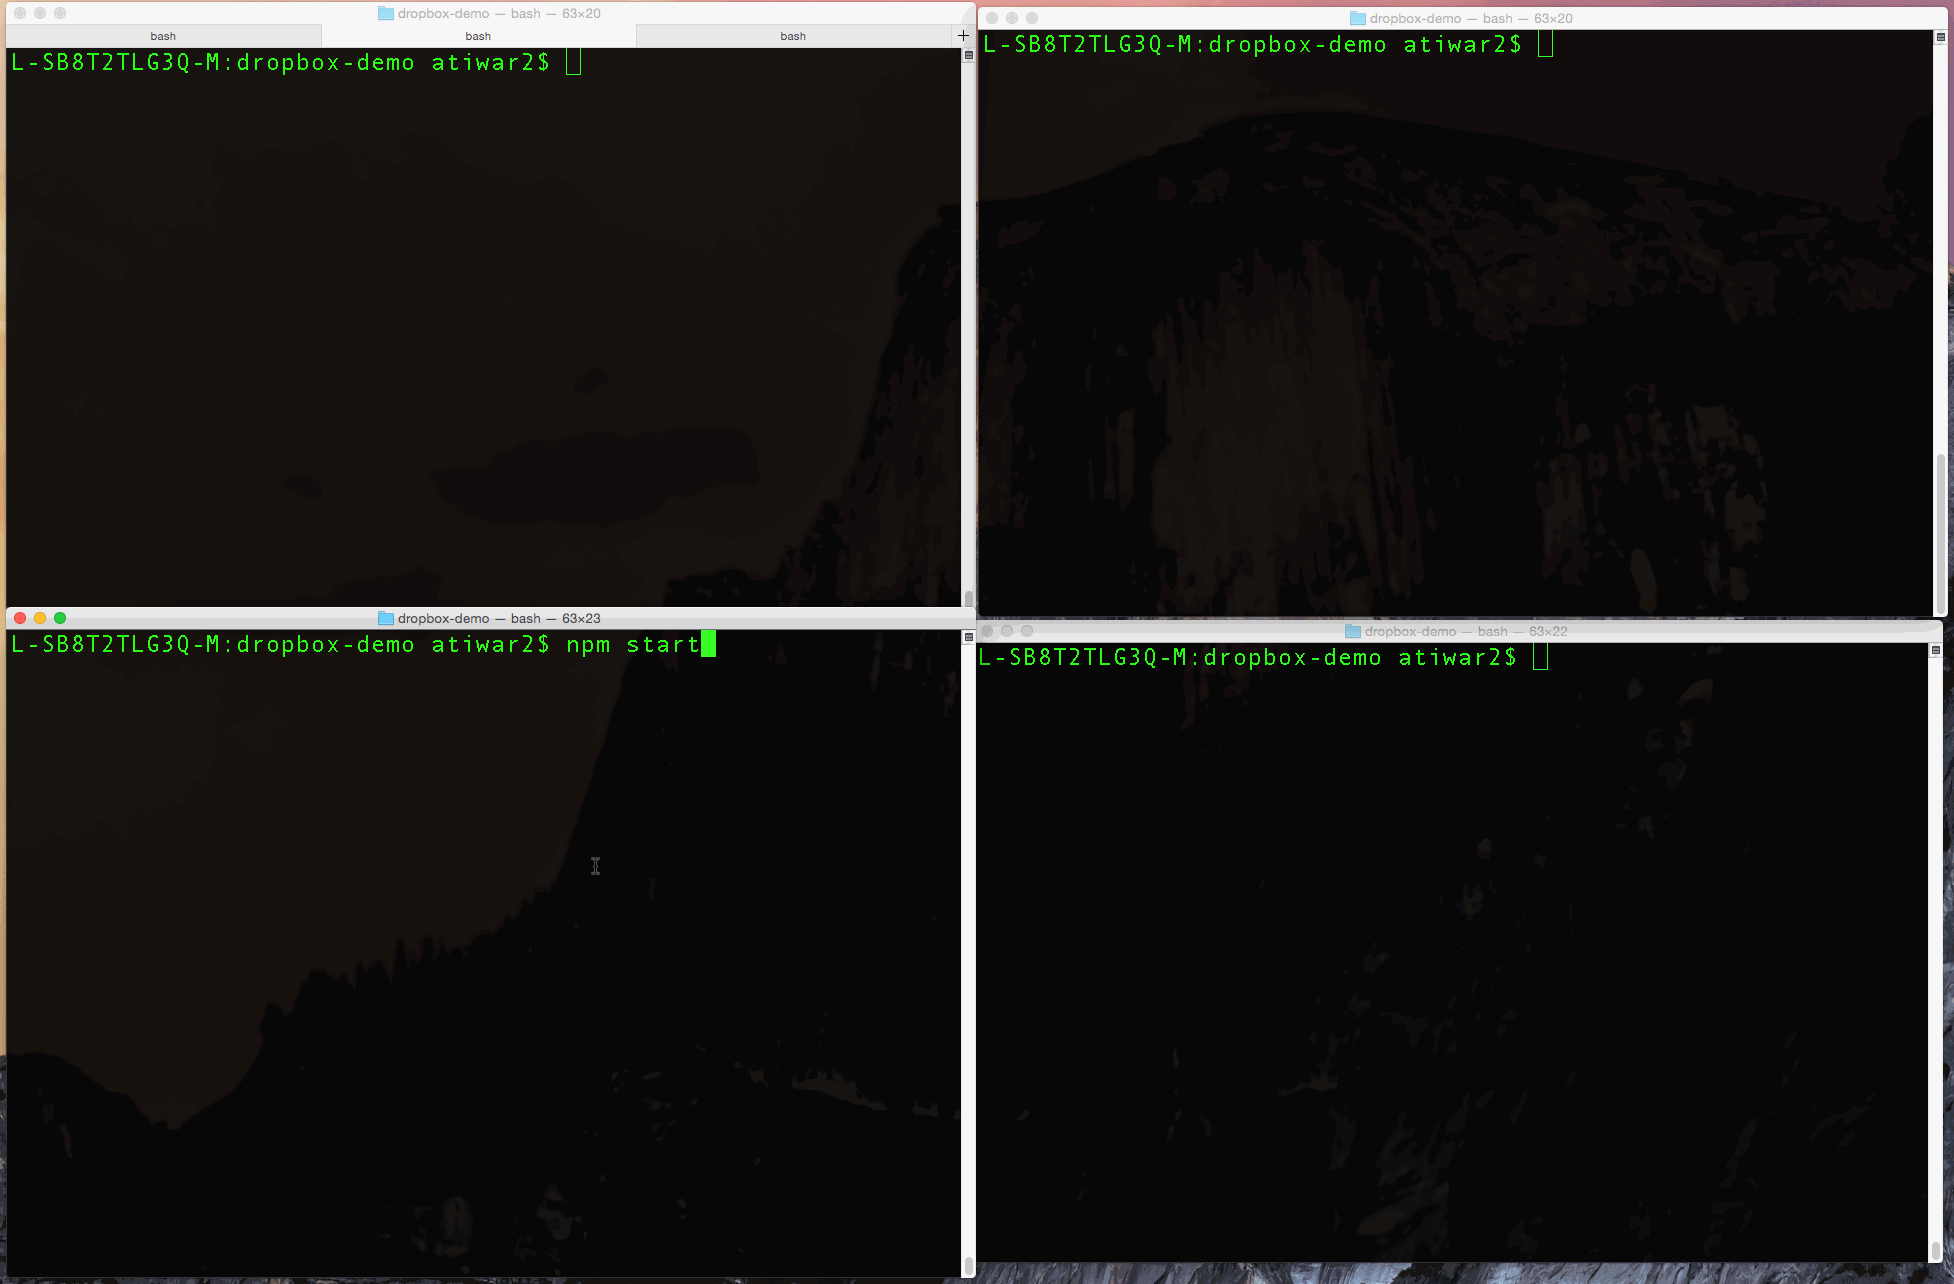 dropbox-demo — bash — 63×20
bash bash bash +
L-SB8T2TLG3Q-M:dropbox-demo atiwar2$
dropbox-demo — bash — 63×20
L-SB8T2TLG3Q-M:dropbox-demo atiwar2$
dropbox-demo — bash — 63×23
L-SB8T2TLG3Q-M:dropbox-demo atiwar2$ npm start
dropbox-demo — bash — 63×22
L-SB8T2TLG3Q-M:dropbox-demo atiwar2$